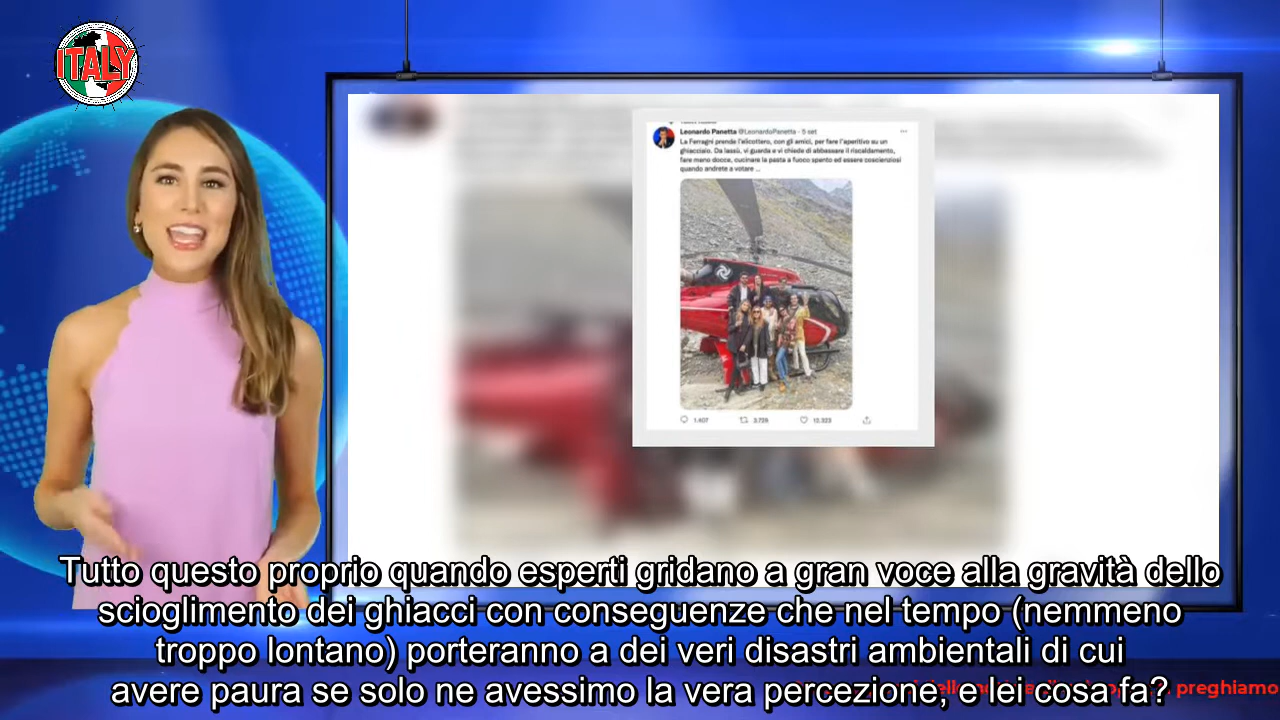 ITALY
Leonardo Panetta @LeonardoPanetta · 5 set
La Ferragni prende l'elicottero, con gli amici, per fare l'aperitivo su un
ghiacciaio. Da lassù, vi guarda e vi chiede di abbassare il riscaldamento,
fare meno docce, cucinare la pasta a fuoco spento ed essere coscienziosi
quando andrete a votare ...
1.407 3.728 13.323
Tutto questo proprio quando esperti gridano a gran voce alla gravità dello
scioglimento dei ghiacci con conseguenze che nel tempo (nemmeno
troppo lontano) porteranno a dei veri disastri ambientali di cui
avere paura se solo ne avessimo la vera percezione, e lei cosa fa?
preghiamo